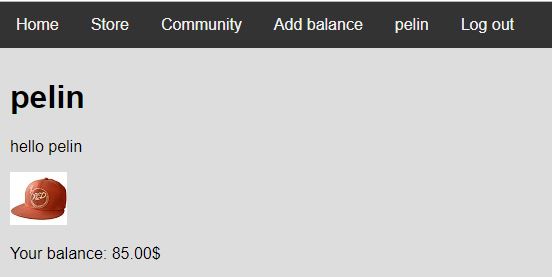 Home Store Community Add balance pelin Log out
pelin
hello pelin
Your balance: 85.00$